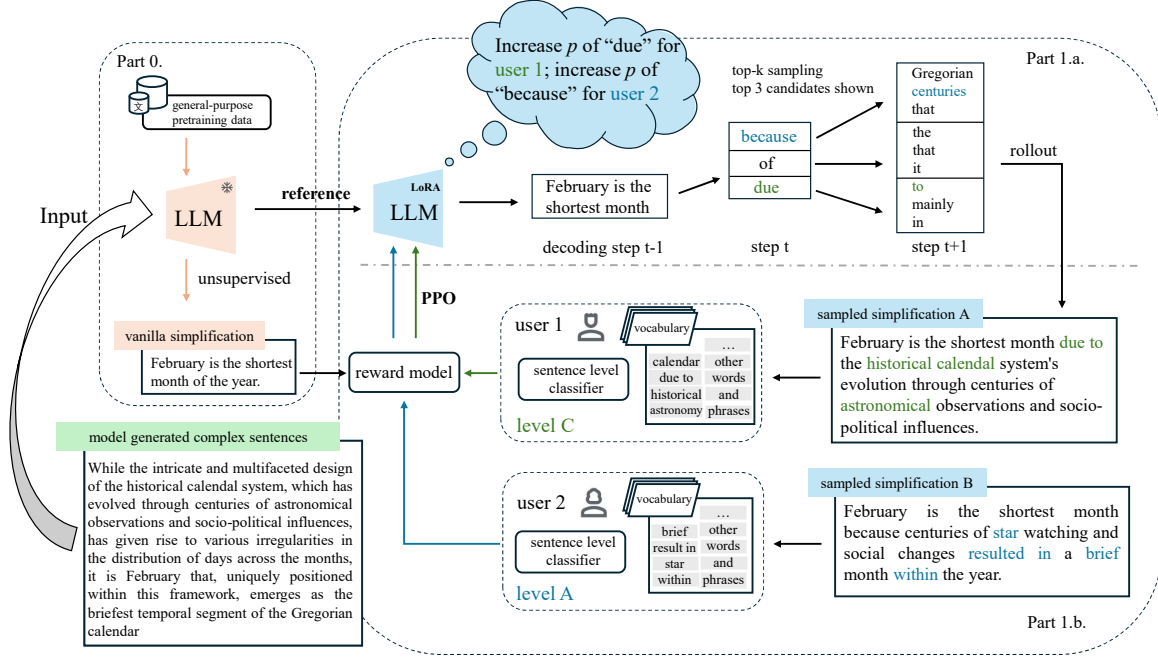 Part 0.
文
general-purpose
pretraining data
LLM
Input
unsupervised
vanilla simplification
February is the shortest
month of the year.
model generated complex sentences
While the intricate and multifaceted design
of the historical calendal system, which has
evolved through centuries of astronomical
observations and socio-political influences,
has given rise to various irregularities in
the distribution of days across the months,
it is February that, uniquely positioned
within this framework, emerges as the
briefest temporal segment of the Gregorian
calendar
reference
Part 1.a.
Increase p of “due” for
user 1; increase p of
“because” for user 2
LoRA
LLM
February is the
shortest month
decoding step t-1
top-k sampling
top 3 candidates shown
because
of
due
step t
Gregorian
centuries
that
the
that
it
to
mainly
in
step t+1
rollout
PPO
reward model
user 1
vocabulary
sentence level
classifier
level C
…
calendar other
due to words
historical and
astronomy phrases
sampled simplification A
February is the shortest month due to
the historical calendal system's
evolution through centuries of
astronomical observations and socio-
political influences.
user 2
vocabulary
sentence level
classifier
level A
…
brief other
result in words
star and
within phrases
sampled simplification B
February is the shortest month
because centuries of star watching and
social changes resulted in a brief
month within the year.
Part 1.b.